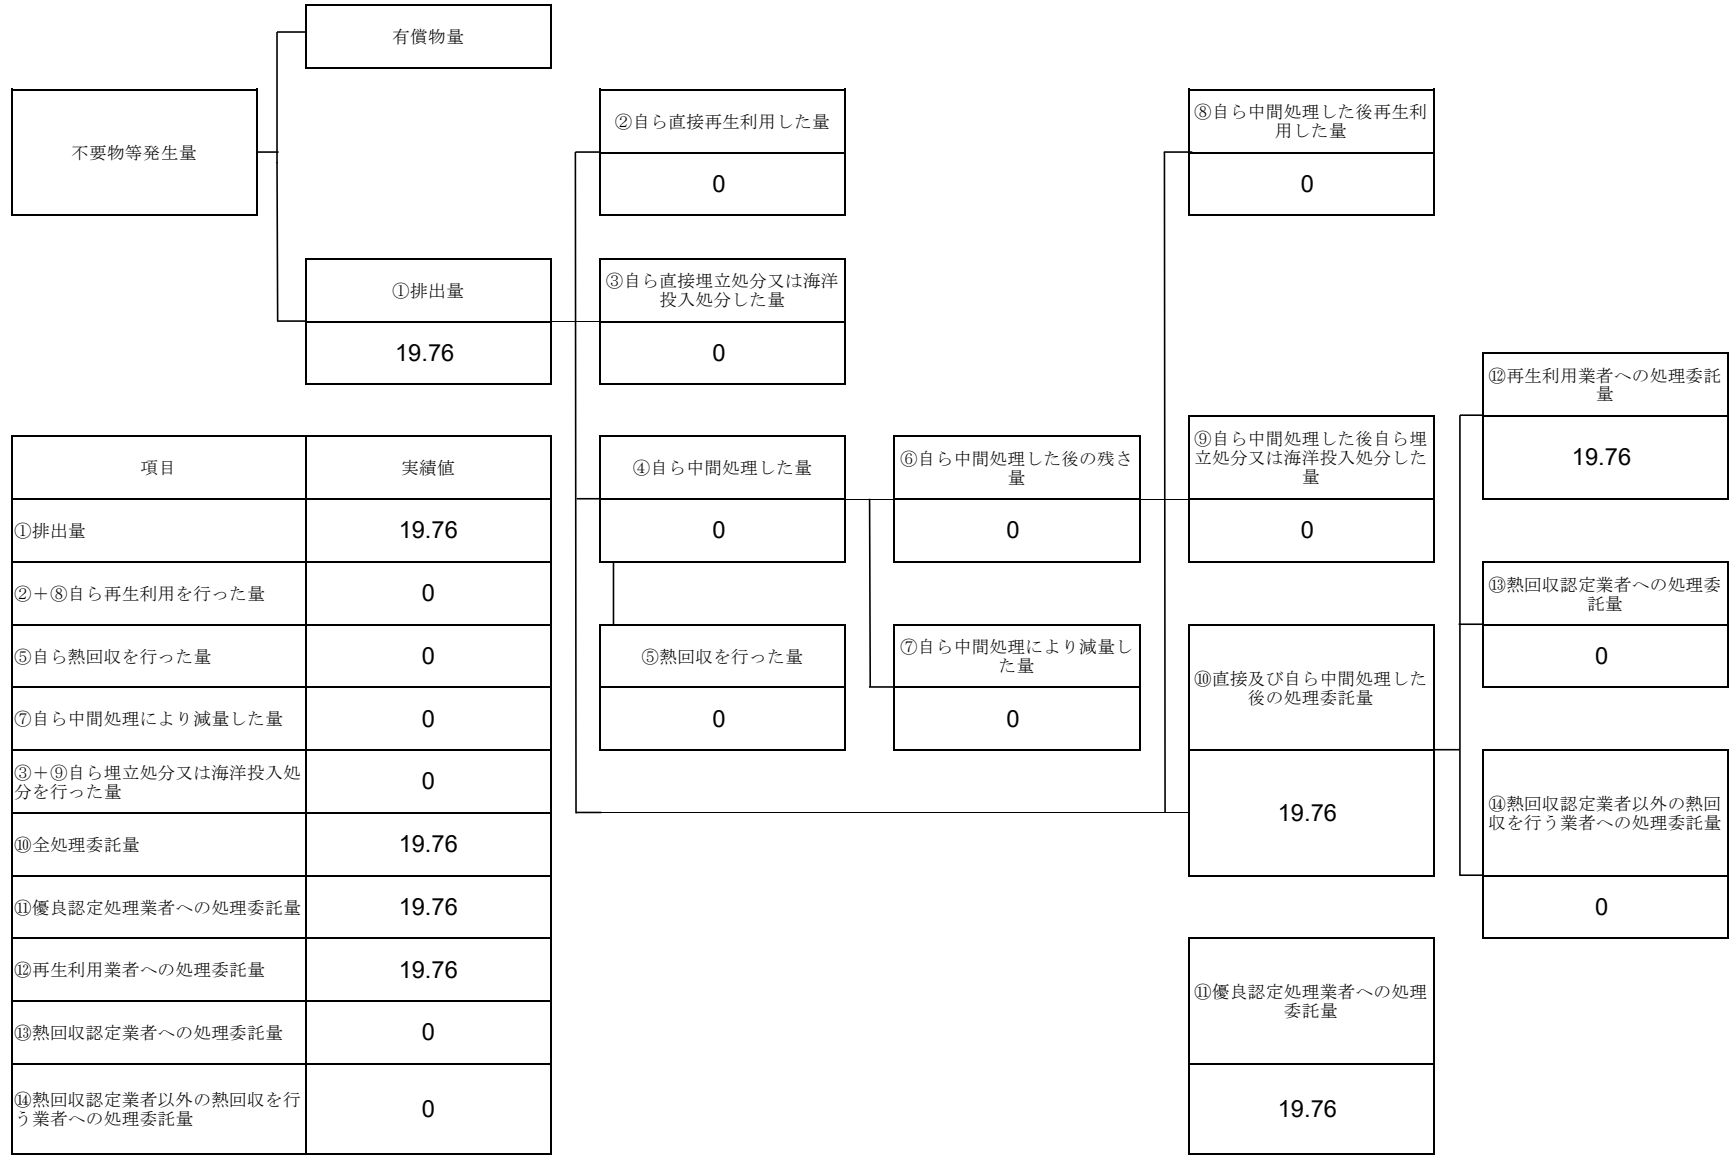 有償物量
不要物等発生量
②自ら直接再生利用した量
0
⑧自ら中間処理した後再生利
用した量
0
①排出量
19.76
③自ら直接埋立処分又は海洋
投入処分した量
0
⑫再生利用業者への処理委託
量
19.76
④自ら中間処理した量
0
⑥自ら中間処理した後の残さ
量
0
⑨自ら中間処理した後自ら埋
立処分又は海洋投入処分した
量
0
⑬熱回収認定業者への処理委
託量
0
⑤熱回収を行った量
0
⑦自ら中間処理により減量し
た量
0
⑩直接及び自ら中間処理した
後の処理委託量
19.76
⑭熱回収認定業者以外の熱回
収を行う業者への処理委託量
0
⑪優良認定処理業者への処理
委託量
19.76
項目 実績値
①排出量 19.76
②＋⑧自ら再生利用を行った量 0
⑤自ら熱回収を行った量 0
⑦自ら中間処理により減量した量 0
③＋⑨自ら埋立処分又は海洋投入処
分を行った量 0
⑩全処理委託量 19.76
⑪優良認定処理業者への処理委託量 19.76
⑫再生利用業者への処理委託量 19.76
⑬熱回収認定業者への処理委託量 0
⑭熱回収認定業者以外の熱回収を行
う業者への処理委託量 0